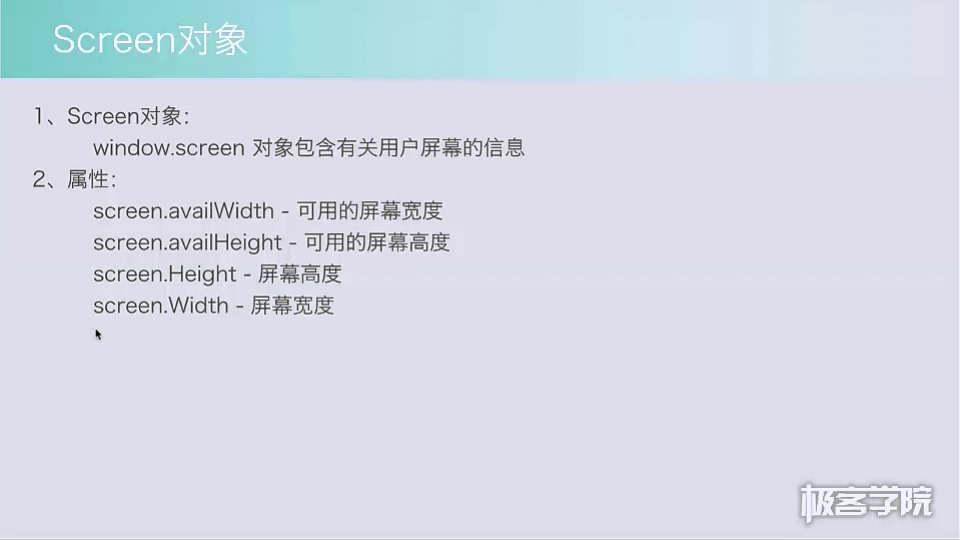 Screen对象
1、Screen对象：
window.screen 对象包含有关用户屏幕的信息
2、属性：
screen.availWidth - 可用的屏幕宽度
screen.availHeight - 可用的屏幕高度
screen.Height - 屏幕高度
screen.Width - 屏幕宽度
极客学院